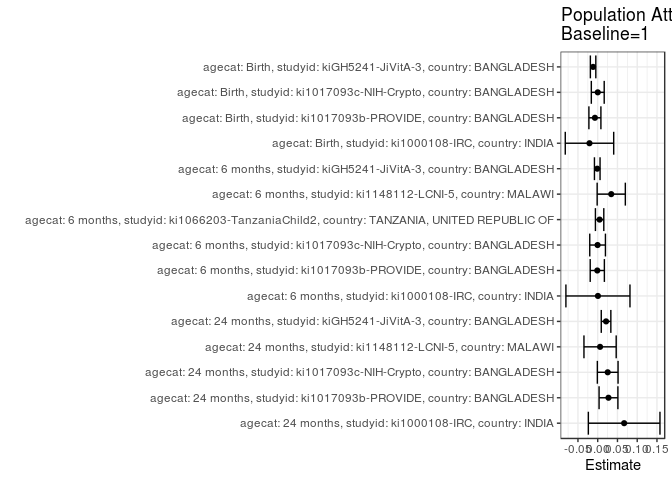 Population Att
Baseline=1
agecat: Birth, studyid: kiGH5241-JiVitA-3, country: BANGLADESH
agecat: Birth, studyid: ki1017093c-NIH-Crypto, country: BANGLADESH
agecat: Birth, studyid: ki1017093b-PROVIDE, country: BANGLADESH
agecat: Birth, studyid: ki1000108-IRC, country: INDIA
agecat: 6 months, studyid: kiGH5241-JiVitA-3, country: BANGLADESH
agecat: 6 months, studyid: ki1148112-LCNI-5, country: MALAWI
agecat: 6 months, studyid: ki1066203-TanzaniaChild2, country: TANZANIA, UNITED REPUBLIC OF
agecat: 6 months, studyid: ki1017093c-NIH-Crypto, country: BANGLADESH
agecat: 6 months, studyid: ki1017093b-PROVIDE, country: BANGLADESH
agecat: 6 months, studyid: ki1000108-IRC, country: INDIA
agecat: 24 months, studyid: kiGH5241-JiVitA-3, country: BANGLADESH
agecat: 24 months, studyid: ki1148112-LCNI-5, country: MALAWI
agecat: 24 months, studyid: ki1017093c-NIH-Crypto, country: BANGLADESH
agecat: 24 months, studyid: ki1017093b-PROVIDE, country: BANGLADESH
agecat: 24 months, studyid: ki1000108-IRC, country: INDIA
-0.05 0.00 0.05 0.10 0.15
Estimate